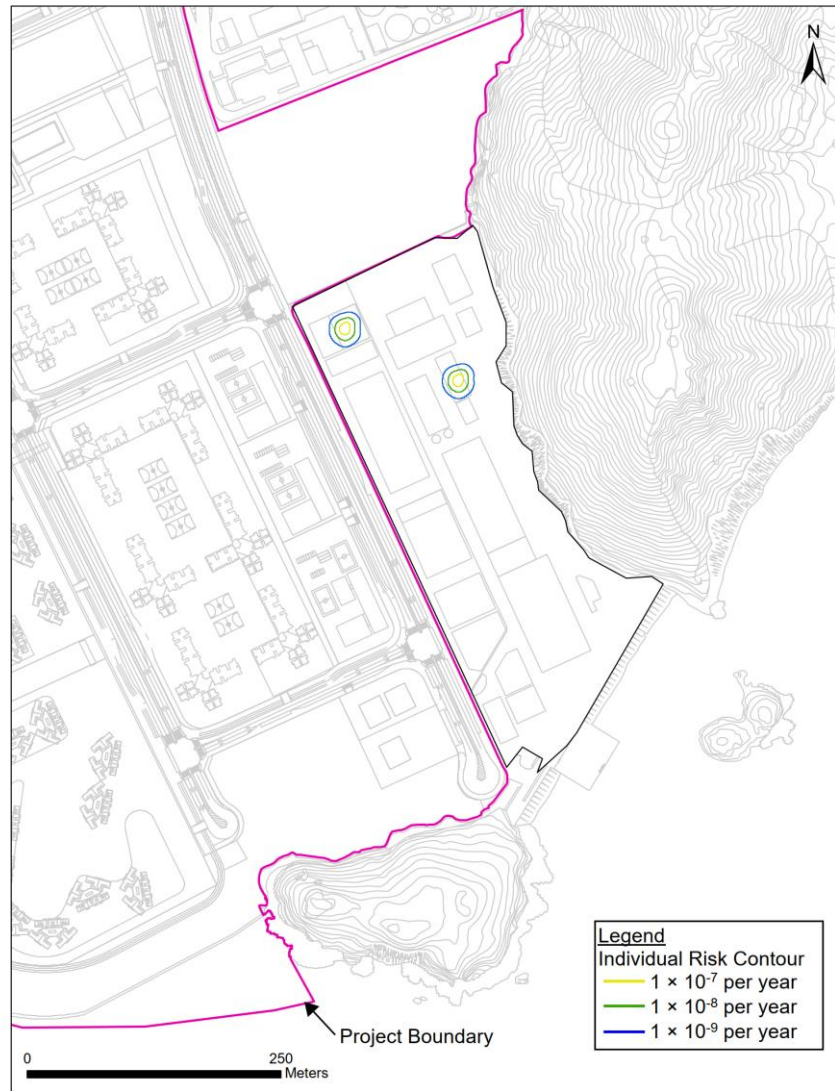 N
Legend
Individual Risk Contour
1 × 10⁻⁷ per year
1 × 10⁻⁸ per year
1 × 10⁻⁹ per year
Project Boundary
0 250
Meters